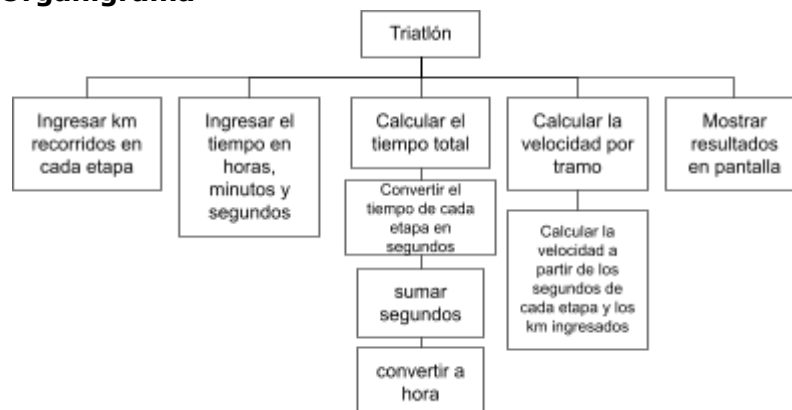 Organigrama
Triatlón
Ingresar km
recorridos en
cada etapa
Ingresar el
tiempo en
horas,
minutos y
segundos
Calcular el
tiempo total
Convertir el
tiempo de cada
etapa en
segundos
sumar
segundos
convertir a
hora
Calcular la
velocidad por
tramo
Calcular la
velocidad a
partir de los
segundos de
cada etapa y los
km ingresados
Mostrar
resultados
en pantalla